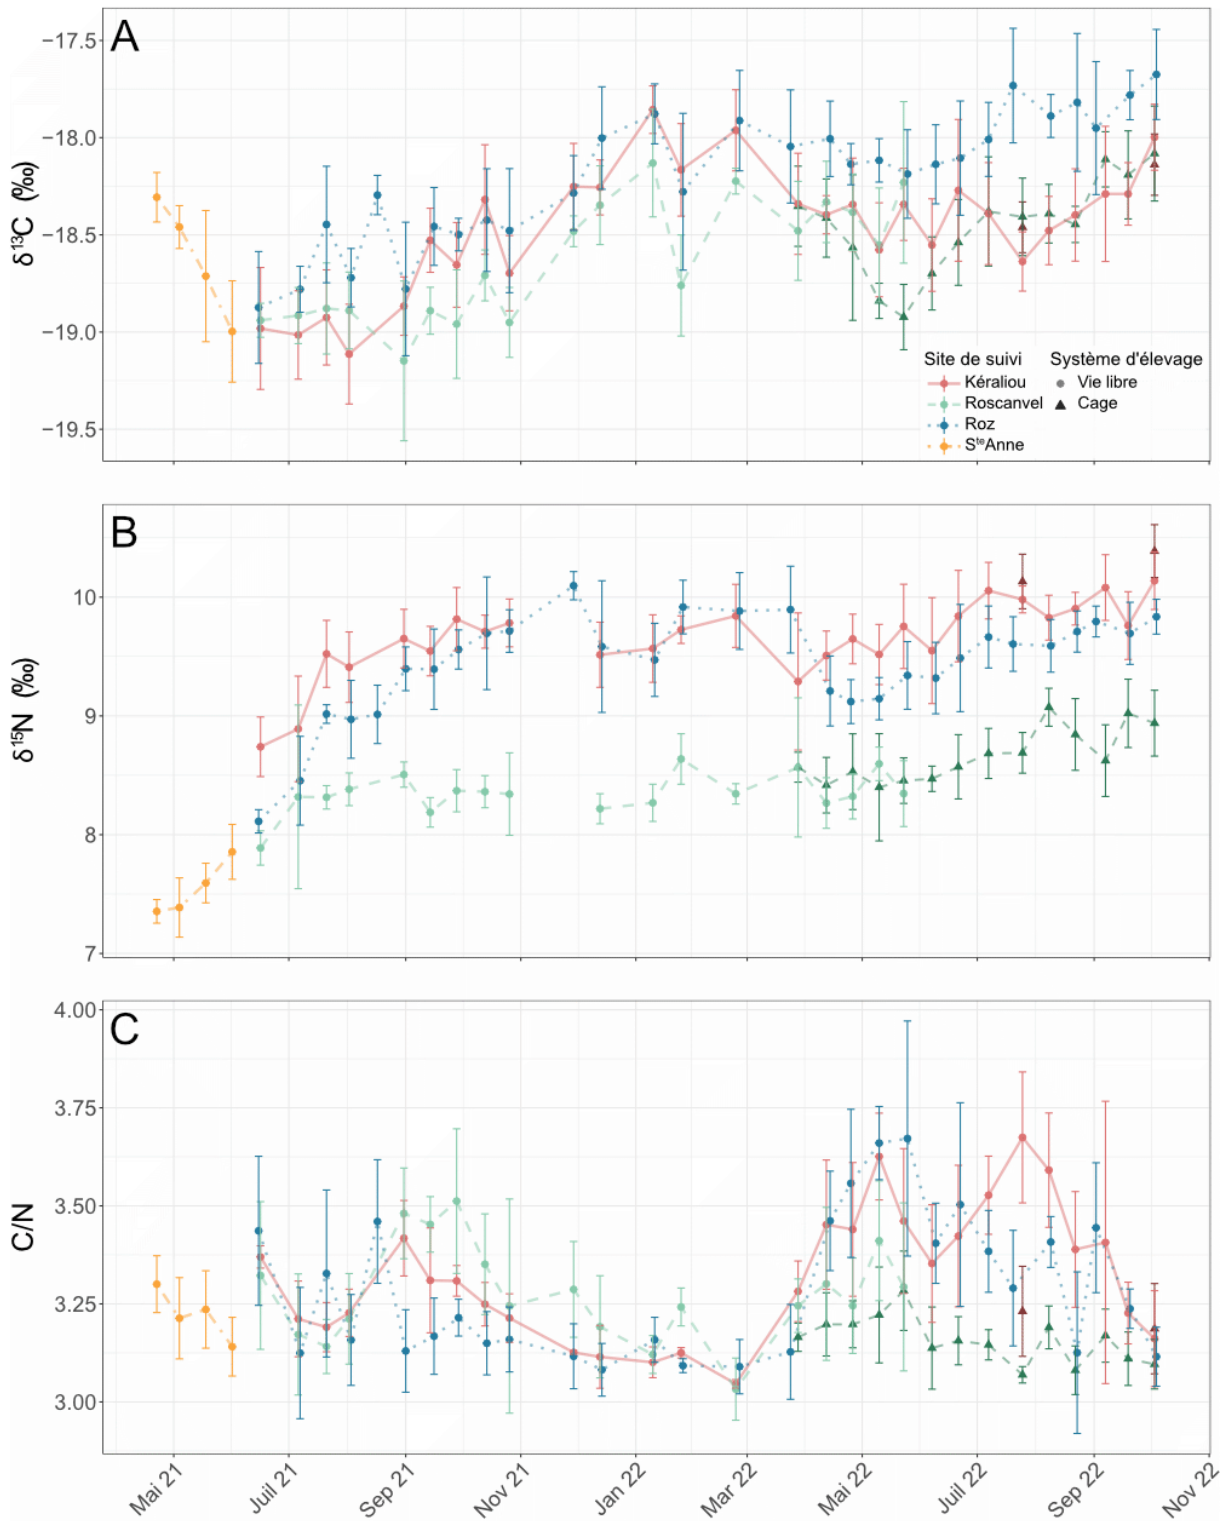 A
−17.5
−18.0
−18.5
−19.0
−19.5
δ¹³C (‰)
Site de suivi
Kéraliou
Roscanvel
Roz
SᵗᵉAnne
Système d'élevage
Vie libre
Cage
B
10
9
8
7
δ¹⁵N (‰)
C
4.00
3.75
3.50
3.25
3.00
C/N
Mai 21
Juil 21
Sep 21
Nov 21
Jan 22
Mar 22
Mai 22
Juil 22
Sep 22
Nov 22